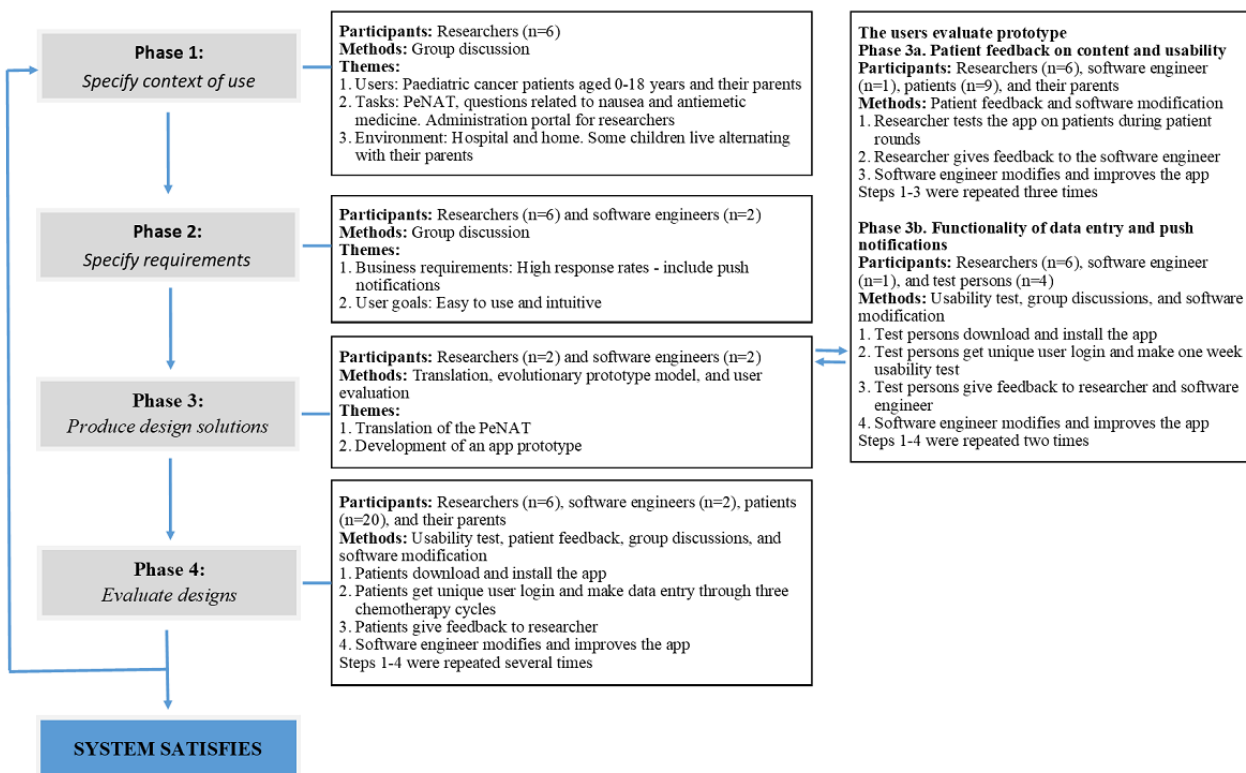 Phase 1:
Specify context of use
Participants: Researchers (n=6)
Methods: Group discussion
Themes:
1. Users: Paediatric cancer patients aged 0-18 years and their parents
2. Tasks: PeNAT, questions related to nausea and antiemetic
medicine. Administration portal for researchers
3. Environment: Hospital and home. Some children live alternating
with their parents
Phase 2:
Specify requirements
Participants: Researchers (n=6) and software engineers (n=2)
Methods: Group discussion
Themes:
1. Business requirements: High response rates - include push
notifications
2. User goals: Easy to use and intuitive
Phase 3:
Produce design solutions
Participants: Researchers (n=2) and software engineers (n=2)
Methods: Translation, evolutionary prototype model, and user
evaluation
Themes:
1. Translation of the PeNAT
2. Development of an app prototype
The users evaluate prototype
Phase 3a. Patient feedback on content and usability
Participants: Researchers (n=6), software engineer
(n=1), patients (n=9), and their parents
Methods: Patient feedback and software modification
1. Researcher tests the app on patients during patient
rounds
2. Researcher gives feedback to the software engineer
3. Software engineer modifies and improves the app
Steps 1-3 were repeated three times
Phase 3b. Functionality of data entry and push
notifications
Participants: Researchers (n=6), software engineer
(n=1), and test persons (n=4)
Methods: Usability test, group discussions, and software
modification
1. Test persons download and install the app
2. Test persons get unique user login and make one week
usability test
3. Test persons give feedback to researcher and software
engineer
4. Software engineer modifies and improves the app
Steps 1-4 were repeated two times
Phase 4:
Evaluate designs
Participants: Researchers (n=6), software engineers (n=2), patients
(n=20), and their parents
Methods: Usability test, patient feedback, group discussions, and
software modification
1. Patients download and install the app
2. Patients get unique user login and make data entry through three
chemotherapy cycles
3. Patients give feedback to researcher
4. Software engineer modifies and improves the app
Steps 1-4 were repeated several times
SYSTEM SATISFIES